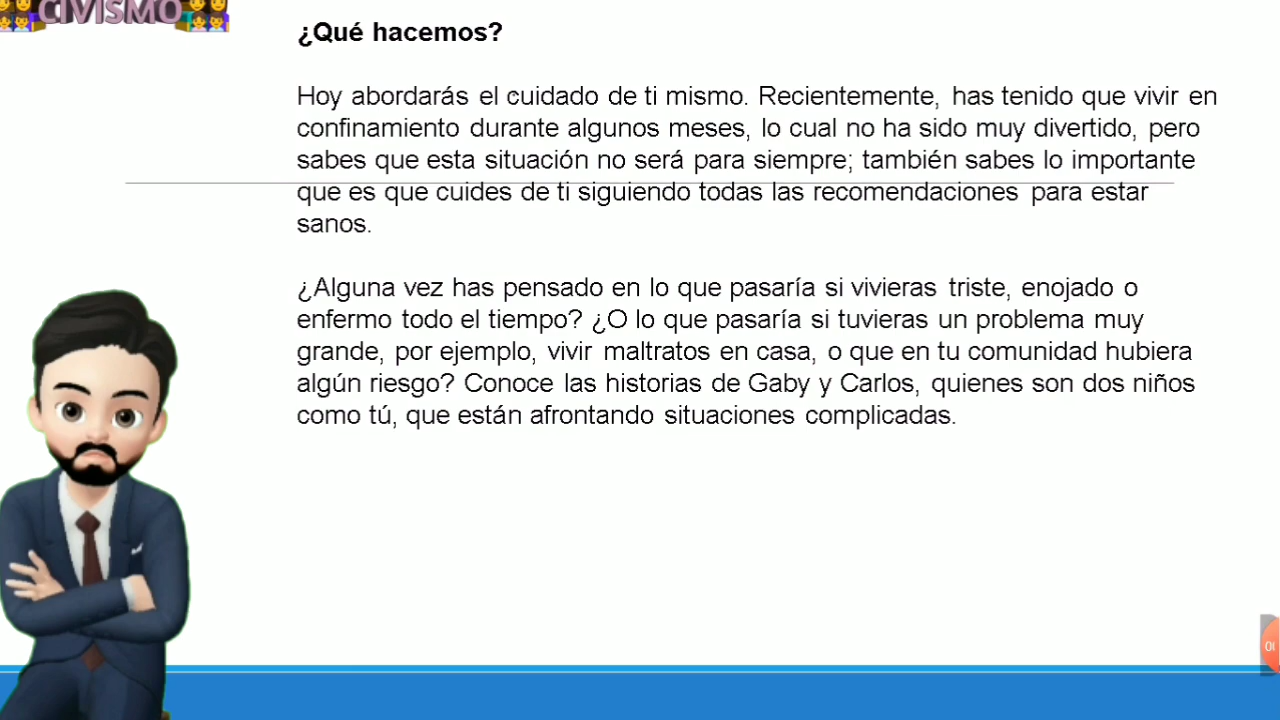 CIVISMO
¿Qué hacemos?
Hoy abordarás el cuidado de ti mismo. Recientemente, has tenido que vivir en
confinamiento durante algunos meses, lo cual no ha sido muy divertido, pero
sabes que esta situación no será para siempre; también sabes lo importante
que es que cuides de ti siguiendo todas las recomendaciones para estar
sanos.
¿Alguna vez has pensado en lo que pasaría si vivieras triste, enojado o
enfermo todo el tiempo? ¿O lo que pasaría si tuvieras un problema muy
grande, por ejemplo, vivir maltratos en casa, o que en tu comunidad hubiera
algún riesgo? Conoce las historias de Gaby y Carlos, quienes son dos niños
como tú, que están afrontando situaciones complicadas.